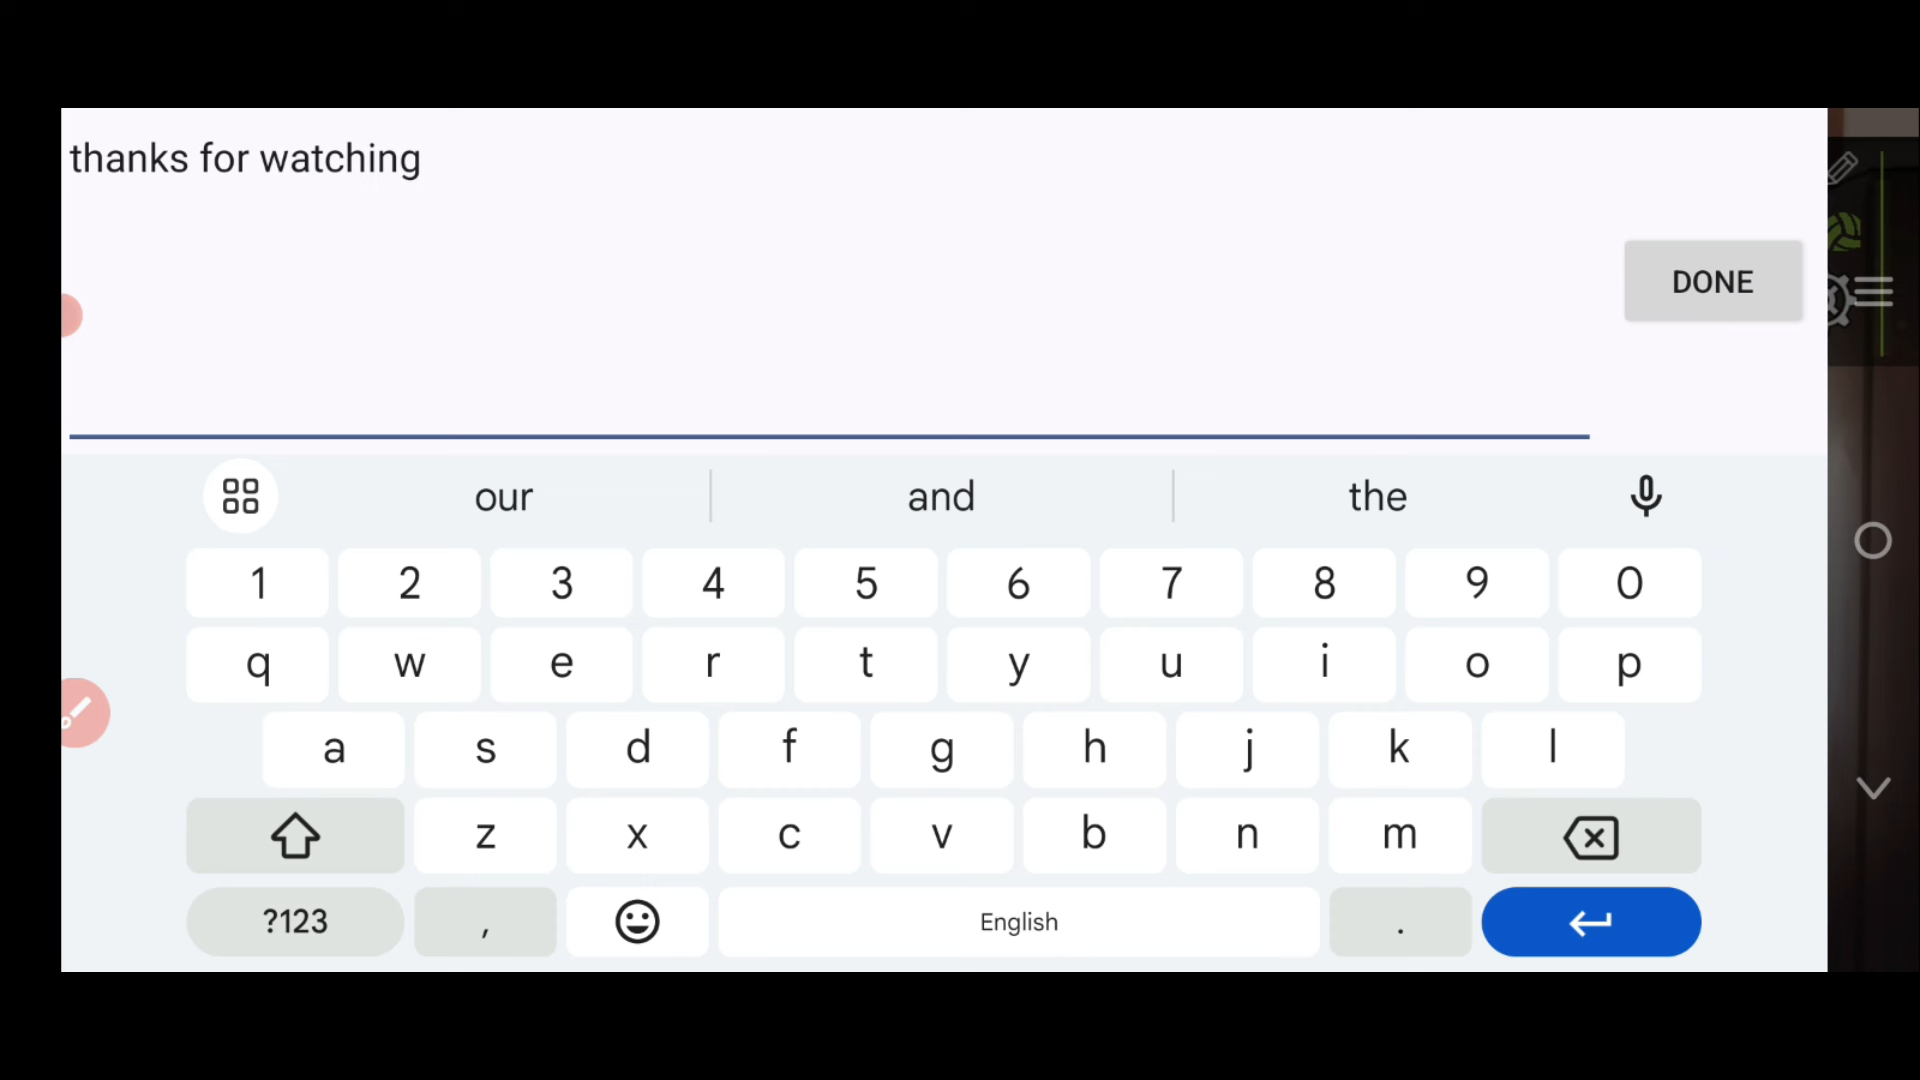 thanks for watching
DONE
our and the
1 2 3 4 5 6 7 8 9 0
q w e r t y u i o p
a s d f g h j k l
z x c v b n m
?123 , English .